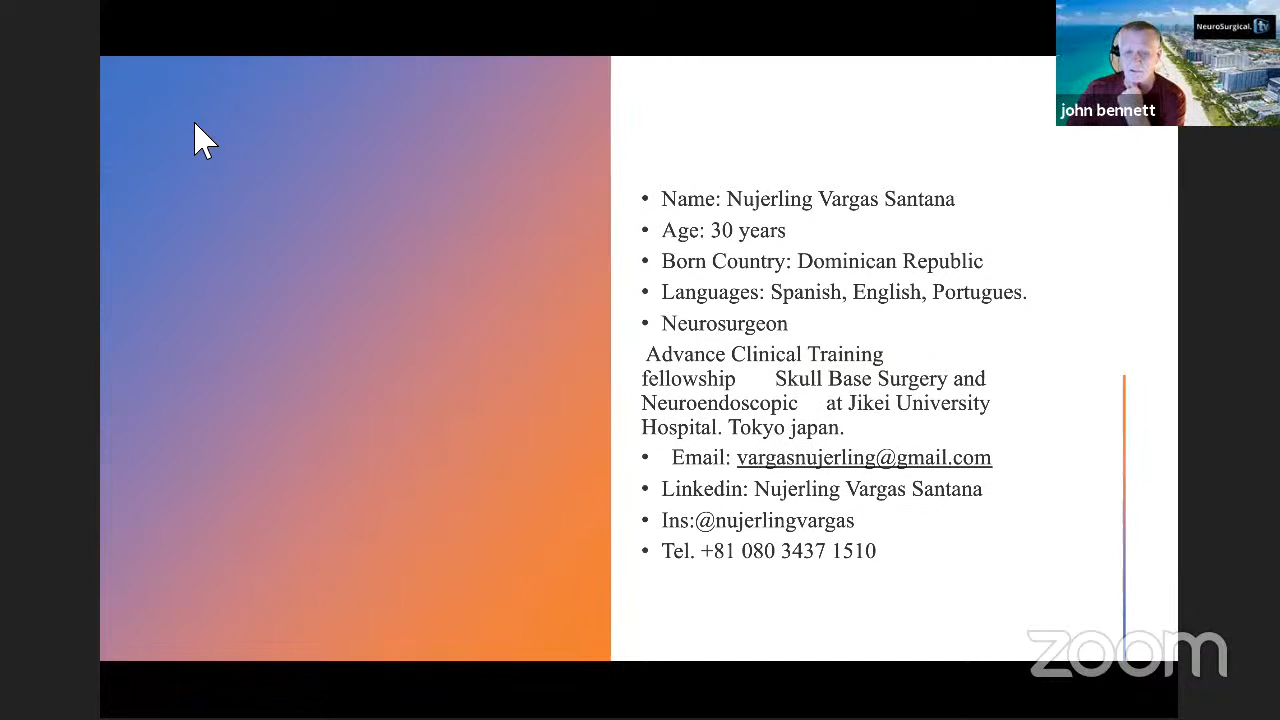 NeuroSurgical.tv
john bennett
• Name: Nujerling Vargas Santana
• Age: 30 years
• Born Country: Dominican Republic
• Languages: Spanish, English, Portugues.
• Neurosurgeon
Advance Clinical Training
fellowship Skull Base Surgery and
Neuroendoscopic at Jikei University
Hospital. Tokyo japan.
• Email: vargasnujerling@gmail.com
• Linkedin: Nujerling Vargas Santana
• Ins:@nujerlingvargas
• Tel. +81 080 3437 1510
zoom